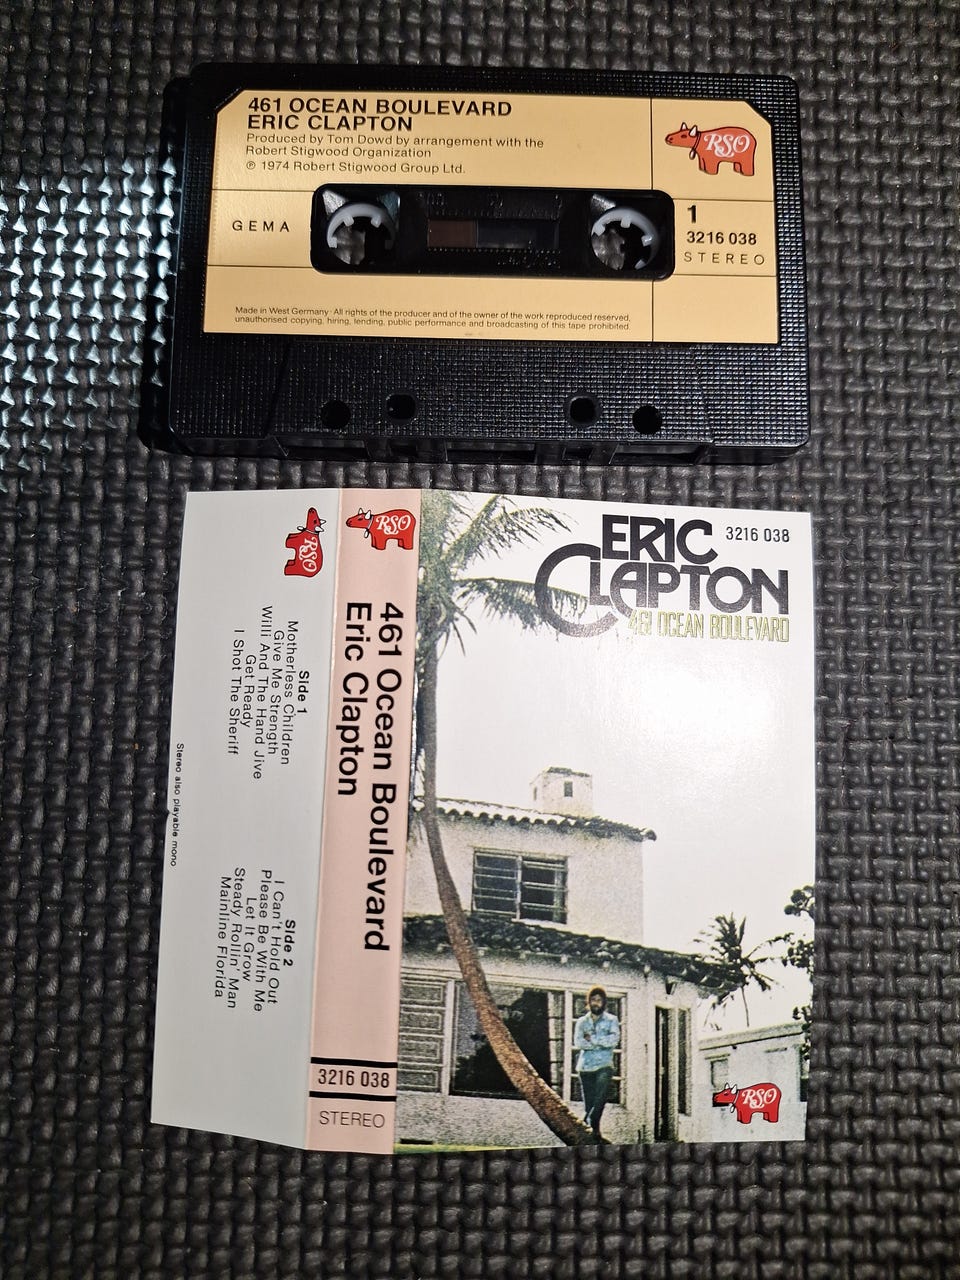 461 OCEAN BOULEVARD
ERIC CLAPTON
Produced by Tom Dowd by arrangement with the
Robert Stigwood Organization
℗ 1974 Robert Stigwood Group Ltd.
RSO
GEMA
1
3216 038
STEREO
Made in West Germany · All rights of the producer and of the owner of the work reproduced reserved,
unauthorised copying, hiring, lending, public performance and broadcasting of this tape prohibited.
RSO
Side 1
Motherless Children
Give Me Strength
Willi And The Hand Jive
Get Ready
I Shot The Sheriff
Side 2
I Can't Hold Out
Please Be With Me
Let It Grow
Steady Rollin' Man
Mainline Florida
Stereo also playable mono
RSO
461 Ocean Boulevard
Eric Clapton
3216 038
STEREO
ERIC
CLAPTON
3216 038
461 OCEAN BOULEVARD
RSO